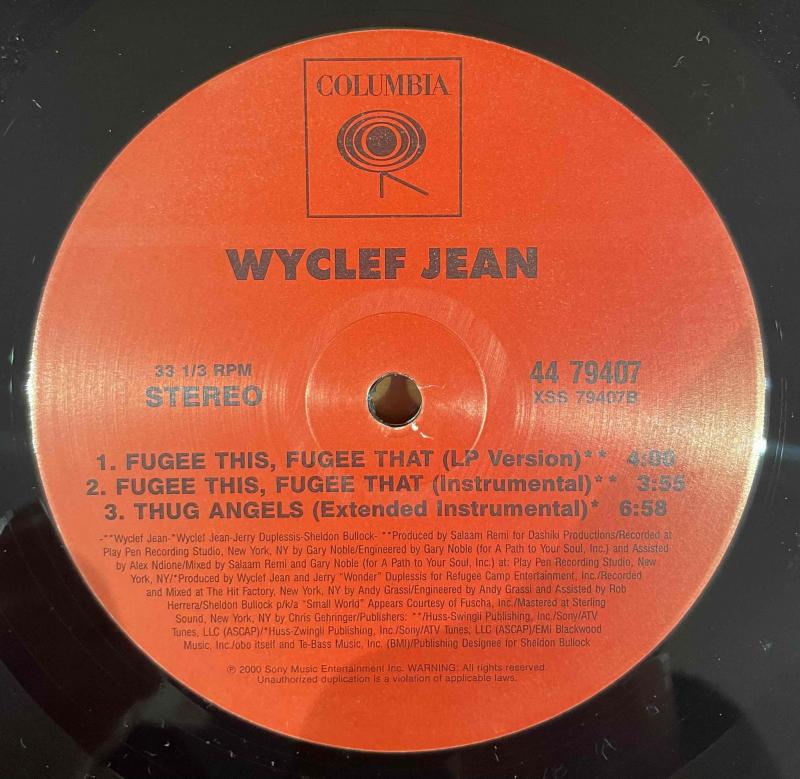 COLUMBIA
WYCLEF JEAN
33 1/3 RPM
STEREO
44 79407
XSS 79407B
1. FUGEE THIS, FUGEE THAT (LP Version)**
2. FUGEE THIS, FUGEE THAT (Instrumental)** 3:55
3. THUG ANGELS (Extended Instrumental)* 6:58
-**Wyclef Jean-*Wyclef Jean-Jerry Duplessis-Sheldon Bullock- **Produced by Salaam Remi for Dashiki Productions/Recorded at
Play Pen Recording Studio, New York, NY by Gary Noble/Engineered by Gary Noble (for A Path to Your Soul, Inc.) and Assisted
by Alex Ndione/Mixed by Salaam Remi and Gary Noble (for A Path to Your Soul, Inc.) at: Play Pen Recording Studio, New
York, NY/*Produced by Wyclef Jean and Jerry "Wonder" Duplessis for Refugee Camp Entertainment, Inc./Recorded
and Mixed at The Hit Factory, New York, NY by Andy Grassi/Engineered by Andy Grassi and Assisted by Rob
Herrera/Sheldon Bullock p/k/a "Small World" Appears Courtesy of Fuscha, Inc./Mastered at Sterling
Sound, New York, NY by Chris Gehringer/Publishers: **/Huss-Swingli Publishing, Inc./Sony/ATV
Tunes, LLC (ASCAP)/*Huss-Zwingli Publishing, Inc./Sony/ATV Tunes, LLC (ASCAP)/EMi Blackwood
Music, Inc./obo itself and Te-Bass Music, Inc. (BMI)/Publishing Designee for Sheldon Bullock
℗ 2000 Sony Music Entertainment Inc. WARNING: All rights reserved.
Unauthorized duplication is a violation of applicable laws.